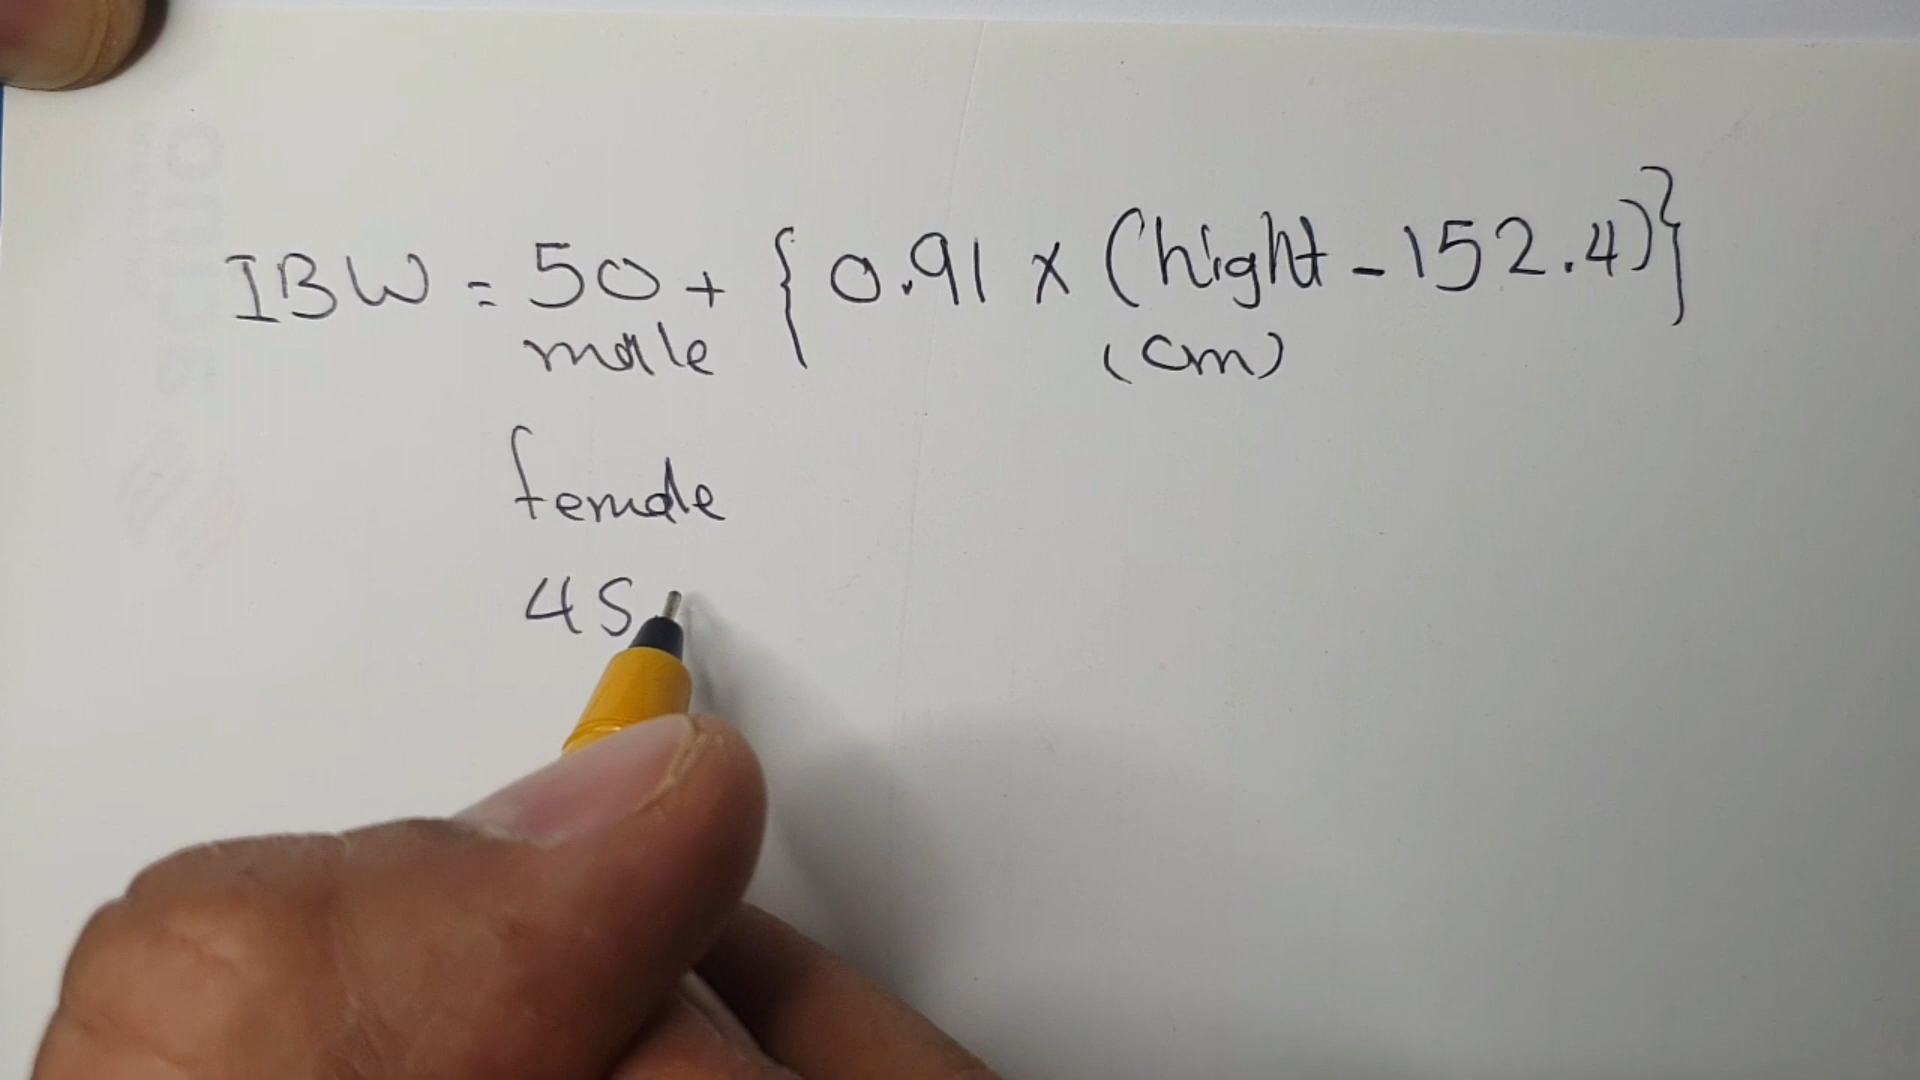 IBW = 50 + { 0.91 x (hight - 152.4)}
male (cm)
female
45.